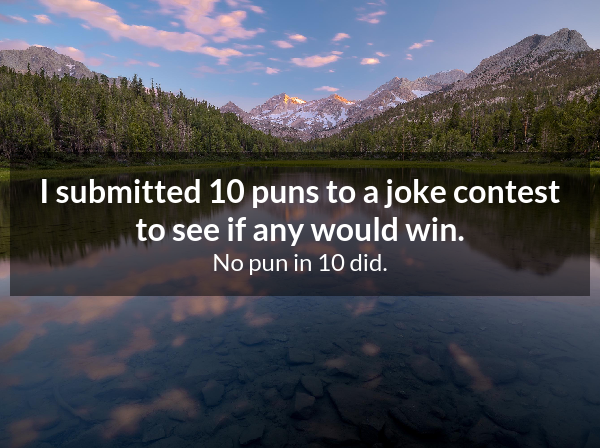 I submitted 10 puns to a joke contest
to see if any would win.
No pun in 10 did.